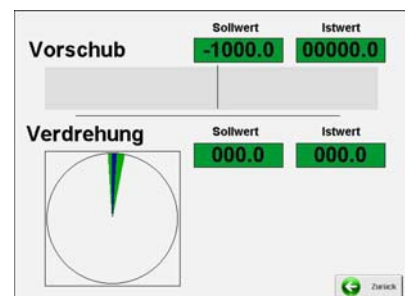 Sollwert Istwert
Vorschub -1000.0 00000.0
Verdrehung Sollwert Istwert
000.0 000.0
Zurück